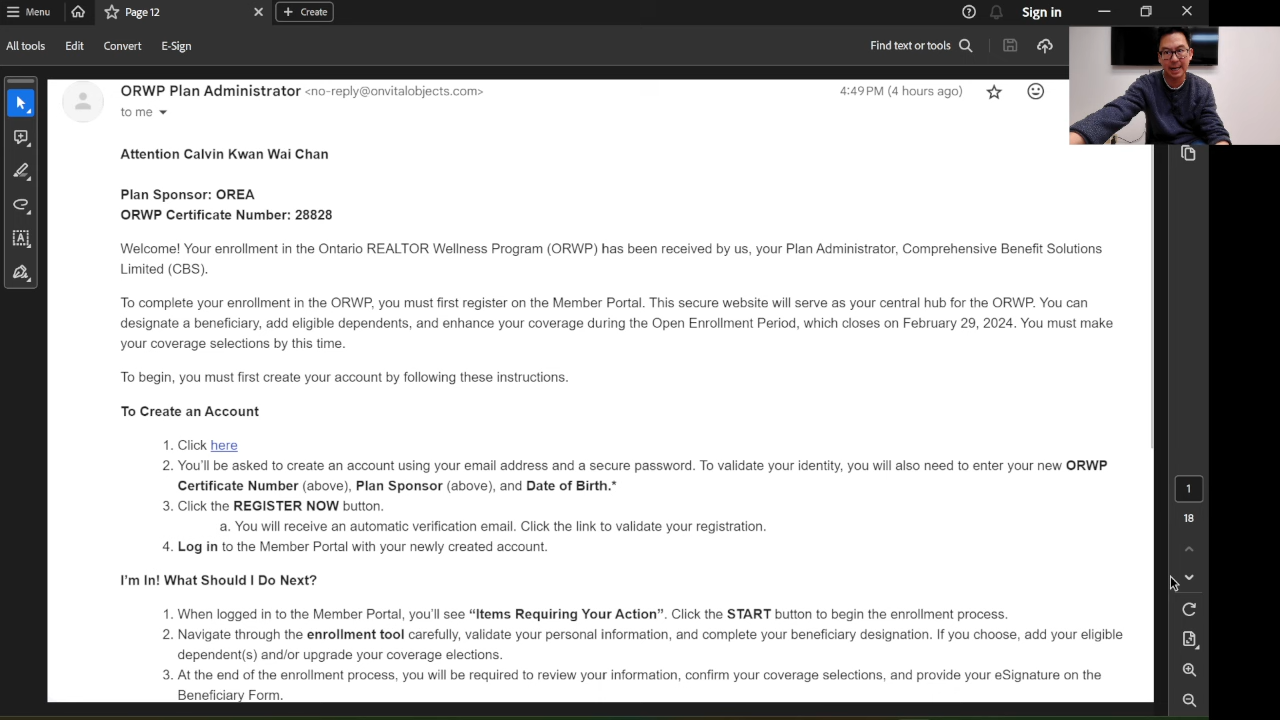 Menu
Page 12
Create
Sign in
All tools
Edit
Convert
E-Sign
Find text or tools
ORWP Plan Administrator <no-reply@onvitalobjects.com>
4:49 PM (4 hours ago)
to me
Attention Calvin Kwan Wai Chan
Plan Sponsor: OREA
ORWP Certificate Number: 28828
Welcome! Your enrollment in the Ontario REALTOR Wellness Program (ORWP) has been received by us, your Plan Administrator, Comprehensive Benefit Solutions
Limited (CBS).
To complete your enrollment in the ORWP, you must first register on the Member Portal. This secure website will serve as your central hub for the ORWP. You can
designate a beneficiary, add eligible dependents, and enhance your coverage during the Open Enrollment Period, which closes on February 29, 2024. You must make
your coverage selections by this time.
To begin, you must first create your account by following these instructions.
To Create an Account
1. Click here
2. You'll be asked to create an account using your email address and a secure password. To validate your identity, you will also need to enter your new ORWP
Certificate Number (above), Plan Sponsor (above), and Date of Birth.*
3. Click the REGISTER NOW button.
a. You will receive an automatic verification email. Click the link to validate your registration.
4. Log in to the Member Portal with your newly created account.
I'm In! What Should I Do Next?
1. When logged in to the Member Portal, you'll see “Items Requiring Your Action”. Click the START button to begin the enrollment process.
2. Navigate through the enrollment tool carefully, validate your personal information, and complete your beneficiary designation. If you choose, add your eligible
dependent(s) and/or upgrade your coverage elections.
3. At the end of the enrollment process, you will be required to review your information, confirm your coverage selections, and provide your eSignature on the
Beneficiary Form.
1
18